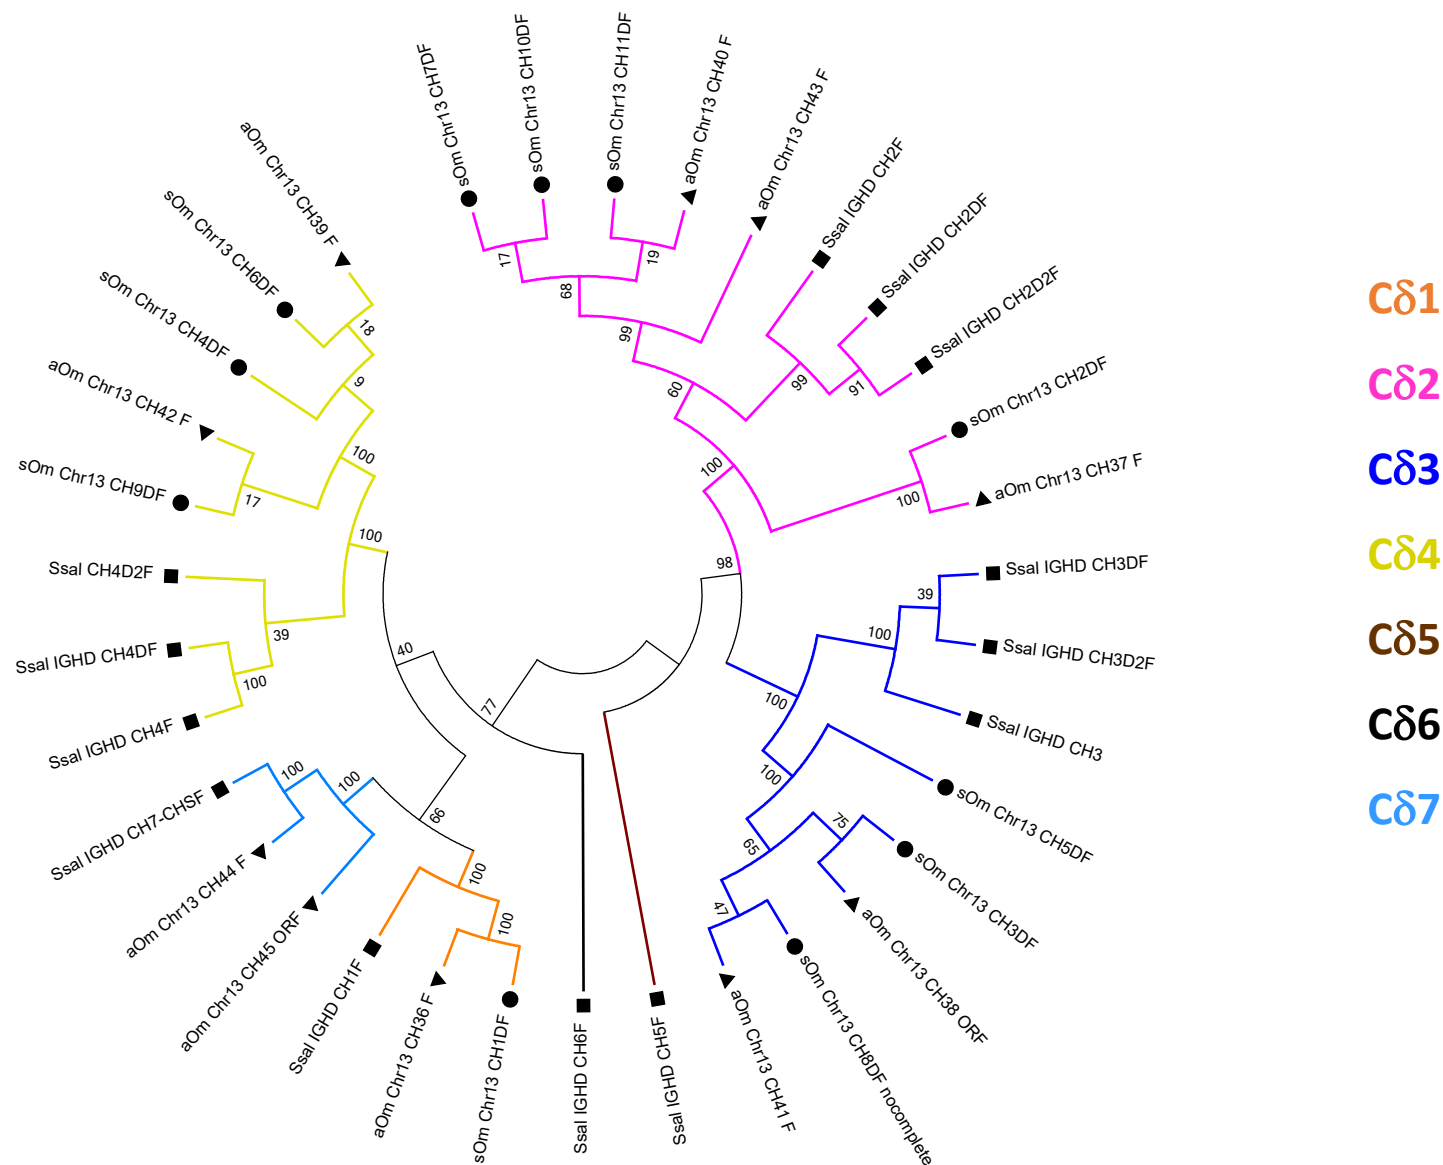 sOm Chr13 CH7DF
sOm Chr13 CH10DF
sOm Chr13 CH11DF
aOm Chr13 CH40 F
aOm Chr13 CH43 F
Ssal IGHD CH2F
Ssal IGHD CH2DF
Ssal IGHD CH2D2F
sOm Chr13 CH2DF
aOm Chr13 CH37 F
Ssal IGHD CH3DF
Ssal IGHD CH3D2F
Ssal IGHD CH3
sOm Chr13 CH5DF
sOm Chr13 CH3DF
aOm Chr13 CH38 ORF
sOm Chr13 CH8DF nocomplete
aOm Chr13 CH41 F
Ssal IGHD CH5F
Ssal IGHD CH6F
sOm Chr13 CH1DF
aOm Chr13 CH36 F
Ssal IGHD CH1F
aOm Chr13 CH45 ORF
aOm Chr13 CH44 F
Ssal IGHD CH7-CHSF
Ssal IGHD CH4F
Ssal IGHD CH4DF
Ssal CH4D2F
sOm Chr13 CH9DF
aOm Chr13 CH42 F
sOm Chr13 CH4DF
sOm Chr13 CH6DF
aOm Chr13 CH39 F
17
19
68
99
60
99
91
100
100
98
39
100
100
100
75
65
47
77
40
66
100
100
100
100
100
39
100
100
17
9
18
Cδ1
Cδ2
Cδ3
Cδ4
Cδ5
Cδ6
Cδ7